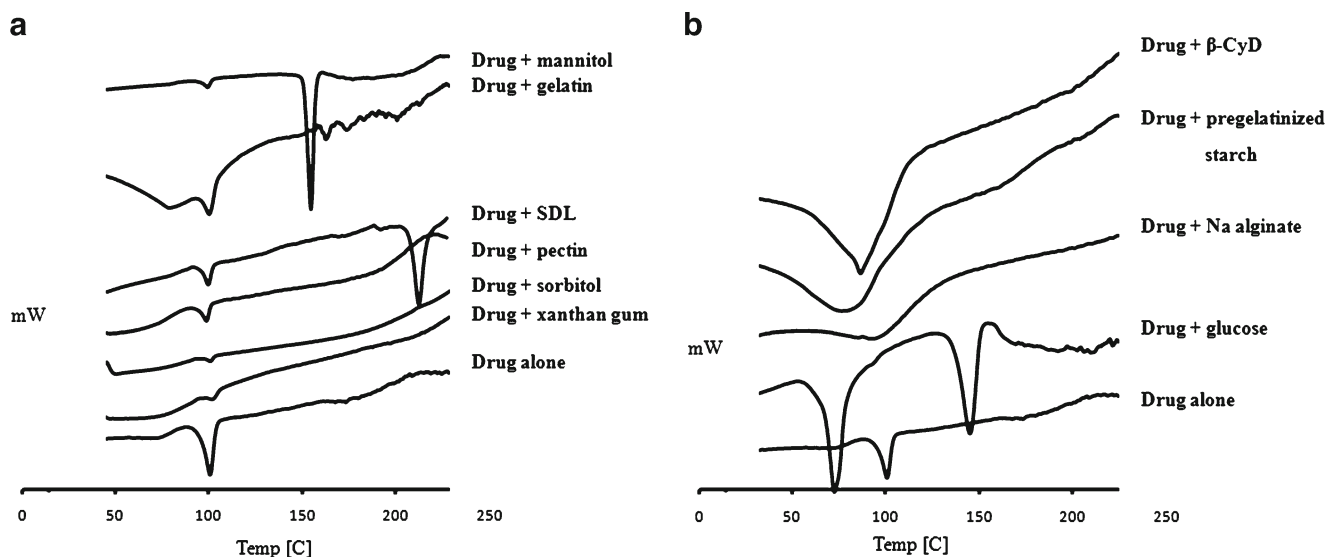 a
Drug + mannitol
Drug + gelatin
Drug + SDL
Drug + pectin
Drug + sorbitol
Drug + xanthan gum
Drug alone
mW
0 50 100 150 200 250
Temp [C]
b
Drug + β-CyD
Drug + pregelatinized
starch
Drug + Na alginate
Drug + glucose
Drug alone
mW
0 50 100 150 200 250
Temp [C]